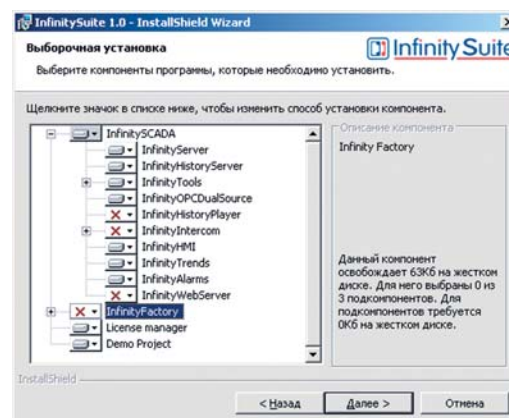 InfinitySuite 1.0 - InstallShield Wizard
Выборочная установка
Выберите компоненты программы, которые необходимо установить.
Infinity Suite
Щелкните значок в списке ниже, чтобы изменить способ установки компонента.
InfinitySCADA
InfinityServer
InfinityHistoryServer
InfinityTools
InfinityOPCDualSource
InfinityHistoryPlayer
InfinityIntercom
InfinityHMI
InfinityTrends
InfinityAlarms
InfinityWebServer
InfinityFactory
License manager
Demo Project
Описание компонента
Infinity Factory
Данный компонент
освобождает 63Кб на жестком
диске. Для него выбраны 0 из
3 подкомпонентов. Для
подкомпонентов требуется
0Кб на жестком диске.
InstallShield
< Назад
Далее >
Отмена